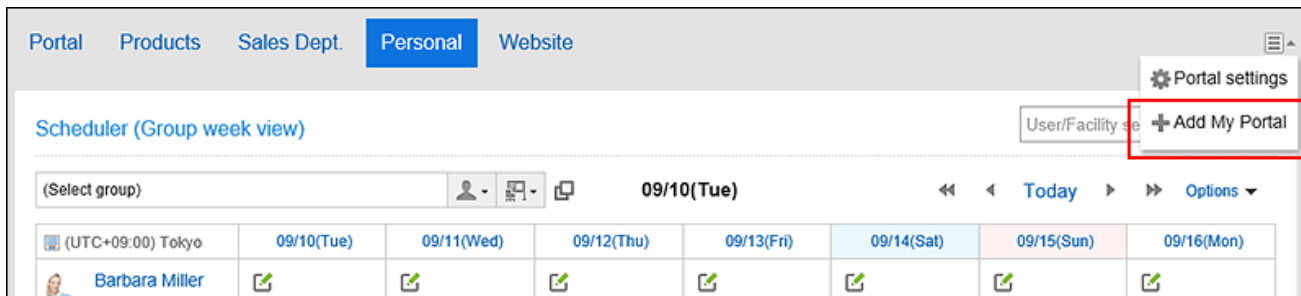 Portal Products Sales Dept. Personal Website
Portal settings
Add My Portal
Scheduler (Group week view)
User/Facility se
(Select group)
09/10(Tue)
Today
Options
(UTC+09:00) Tokyo 09/10(Tue) 09/11(Wed) 09/12(Thu) 09/13(Fri) 09/14(Sat) 09/15(Sun) 09/16(Mon)
Barbara Miller